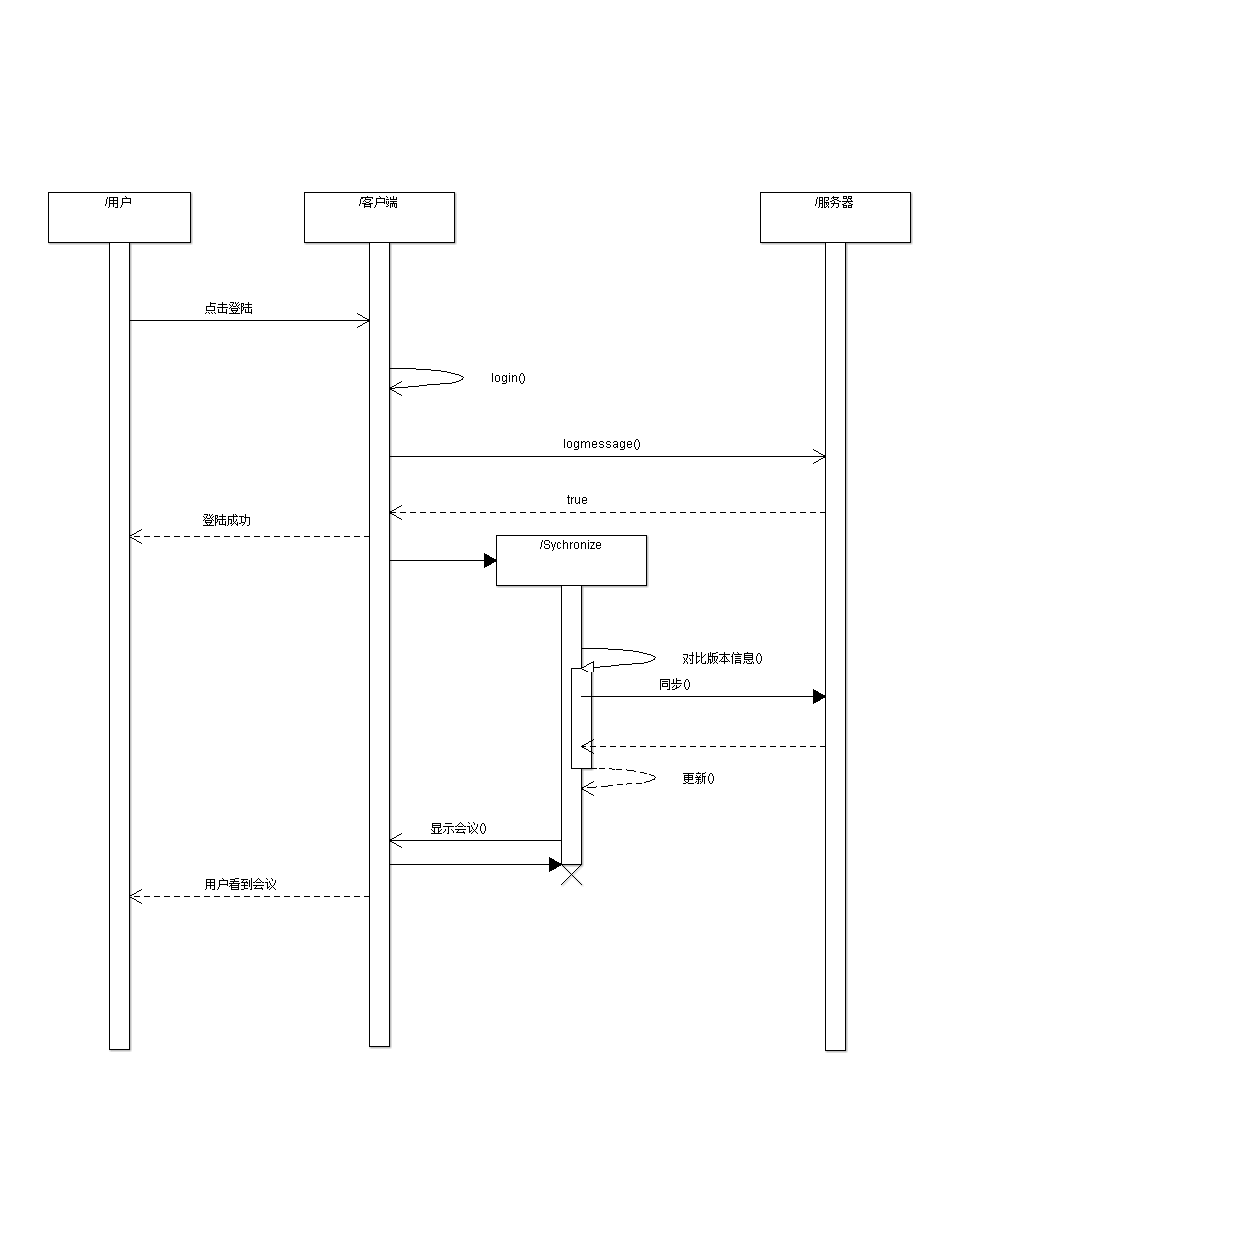 /用户
/客户端
/服务器
点击登陆
login()
logmessage()
true
登陆成功
/Sychronize
对比版本信息()
同步()
更新()
显示会议()
用户看到会议